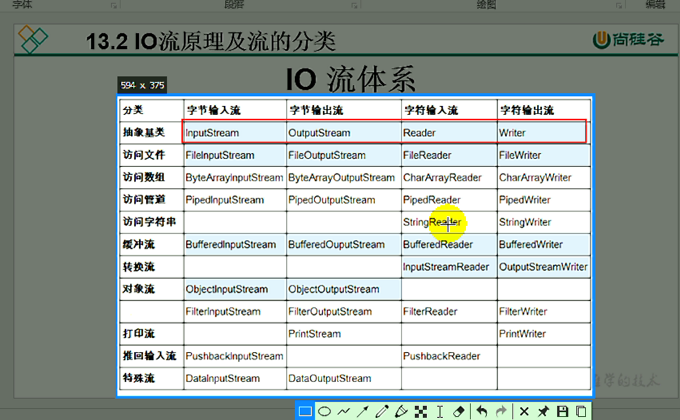 字体
段落
绘图
编辑
13.2 IO流原理及流的分类
尚硅谷
IO 流体系
594 x 375
分类 字节输入流 字节输出流 字符输入流 字符输出流
抽象基类 InputStream OutputStream Reader Writer
访问文件 FileInputStream FileOutputStream FileReader FileWriter
访问数组 ByteArrayInputStream ByteArrayOutputStream CharArrayReader CharArrayWriter
访问管道 PipedInputStream PipedOutputStream PipedReader PipedWriter
访问字符串 StringReader StringWriter
缓冲流 BufferedInputStream BufferedOuputStream BufferedReader BufferedWriter
转换流 InputStreamReader OutputStreamWriter
对象流 ObjectInputStream ObjectOutputStream
FilterInputStream FilterOutputStream FilterReader FilterWriter
打印流 PrintStream PrintWriter
推回输入流 PushbackInputStream PushbackReader
特殊流 DataInputStream DataOutputStream
学的技术